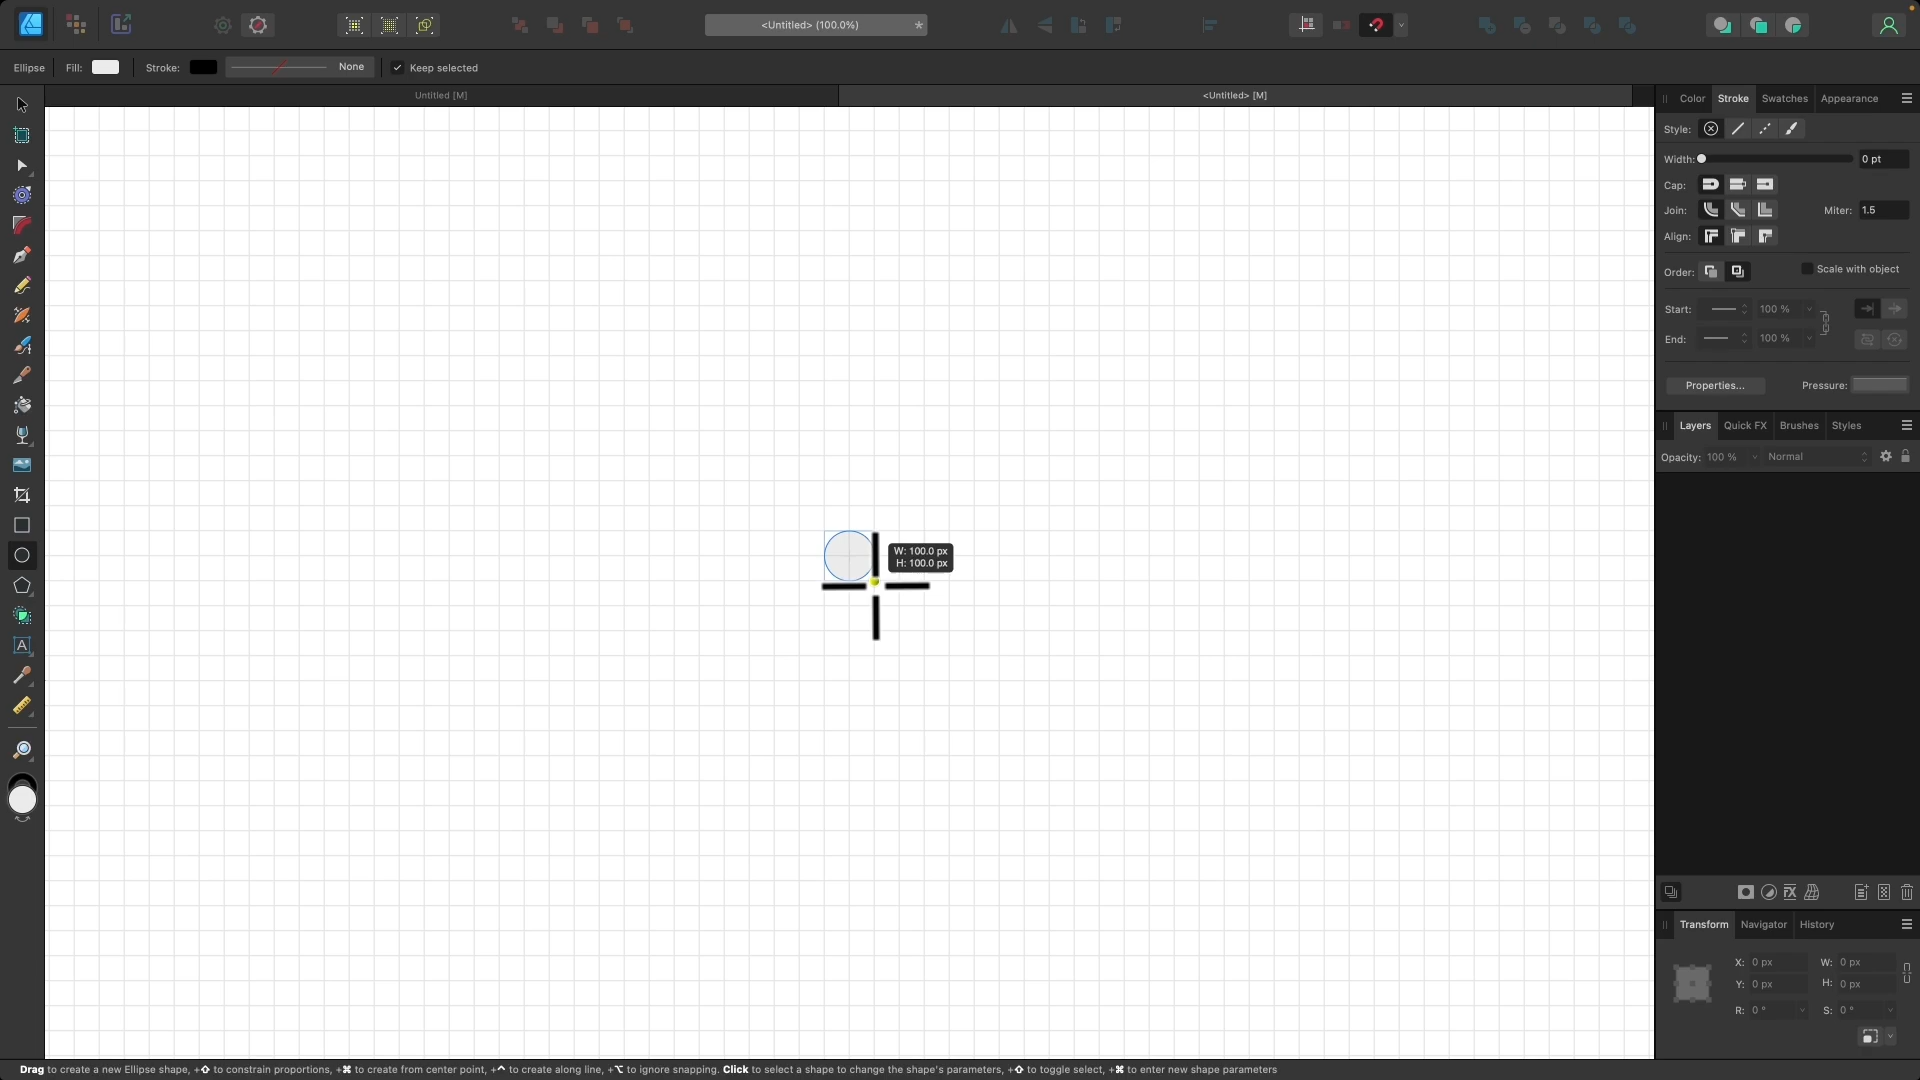 <Untitled> (100.0%)
*
Ellipse
Fill:
Stroke:
None
Keep selected
Untitled [M]
<Untitled> [M]
Color
Stroke
Swatches
Appearance
Style:
Width:
0 pt
Cap:
Join:
Miter:
1.5
Align:
Order:
Scale with object
Start:
100 %
End:
100 %
Properties...
Pressure:
Layers
Quick FX
Brushes
Styles
Opacity:
100 %
Normal
W: 100.0 px
H: 100.0 px
A
FX
Transform
Navigator
History
X: 0 px
W: 0 px
Y: 0 px
H: 0 px
R: 0 °
S: 0 °
Drag to create a new Ellipse shape, +⇧ to constrain proportions, +⌘ to create from center point, +⌃ to create along line, +⌥ to ignore snapping. Click to select a shape to change the shape's parameters, +⇧ to toggle select, +⌘ to enter new shape parameters